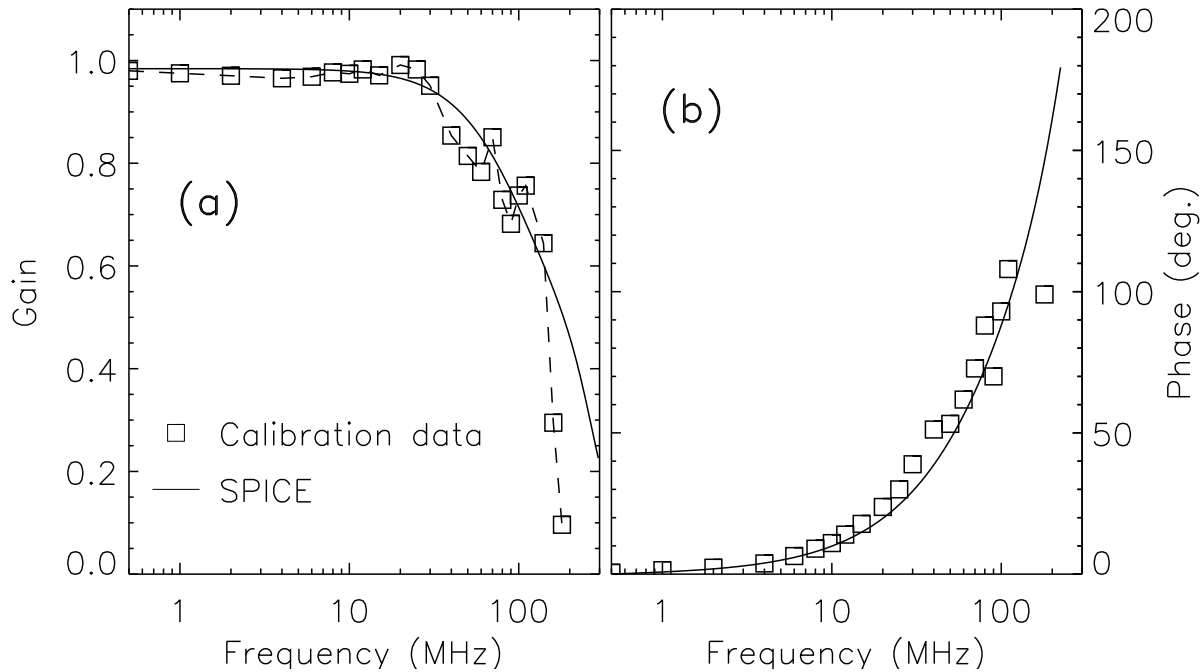 (a)
Gain
1.0
0.8
0.6
0.4
0.2
0.0
Calibration data
SPICE
1 10 100
Frequency (MHz)
(b)
200
150
100
50
0
Phase (deg.)
1 10 100
Frequency (MHz)